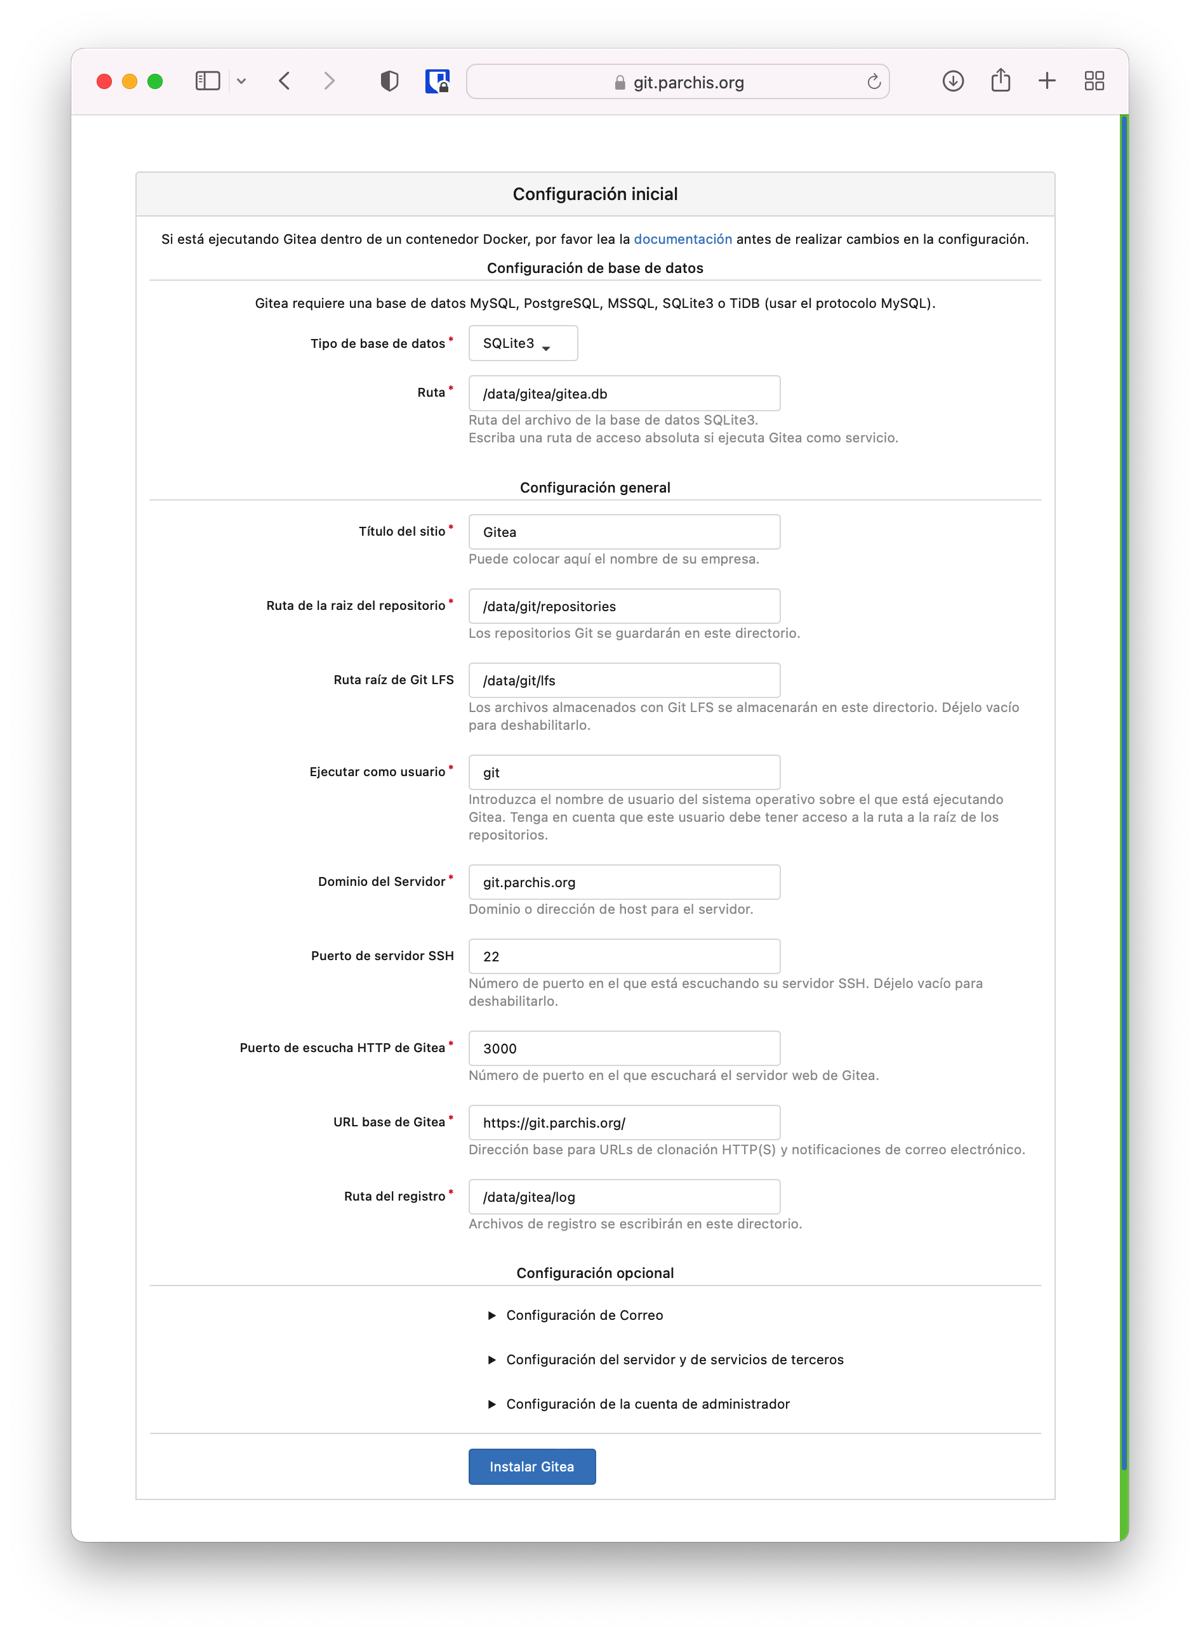 git.parchis.org
Configuración inicial
Si está ejecutando Gitea dentro de un contenedor Docker, por favor lea la documentación antes de realizar cambios en la configuración.
Configuración de base de datos
Gitea requiere una base de datos MySQL, PostgreSQL, MSSQL, SQLite3 o TiDB (usar el protocolo MySQL).
Tipo de base de datos* SQLite3
Ruta* /data/gitea/gitea.db
Ruta del archivo de la base de datos SQLite3.
Escriba una ruta de acceso absoluta si ejecuta Gitea como servicio.
Configuración general
Título del sitio* Gitea
Puede colocar aquí el nombre de su empresa.
Ruta de la raiz del repositorio* /data/git/repositories
Los repositorios Git se guardarán en este directorio.
Ruta raíz de Git LFS /data/git/lfs
Los archivos almacenados con Git LFS se almacenarán en este directorio. Déjelo vacío
para deshabilitarlo.
Ejecutar como usuario* git
Introduzca el nombre de usuario del sistema operativo sobre el que está ejecutando
Gitea. Tenga en cuenta que este usuario debe tener acceso a la ruta a la raíz de los
repositorios.
Dominio del Servidor* git.parchis.org
Dominio o dirección de host para el servidor.
Puerto de servidor SSH 22
Número de puerto en el que está escuchando su servidor SSH. Déjelo vacío para
deshabilitarlo.
Puerto de escucha HTTP de Gitea* 3000
Número de puerto en el que escuchará el servidor web de Gitea.
URL base de Gitea* https://git.parchis.org/
Dirección base para URLs de clonación HTTP(S) y notificaciones de correo electrónico.
Ruta del registro* /data/gitea/log
Archivos de registro se escribirán en este directorio.
Configuración opcional
Configuración de Correo
Configuración del servidor y de servicios de terceros
Configuración de la cuenta de administrador
Instalar Gitea